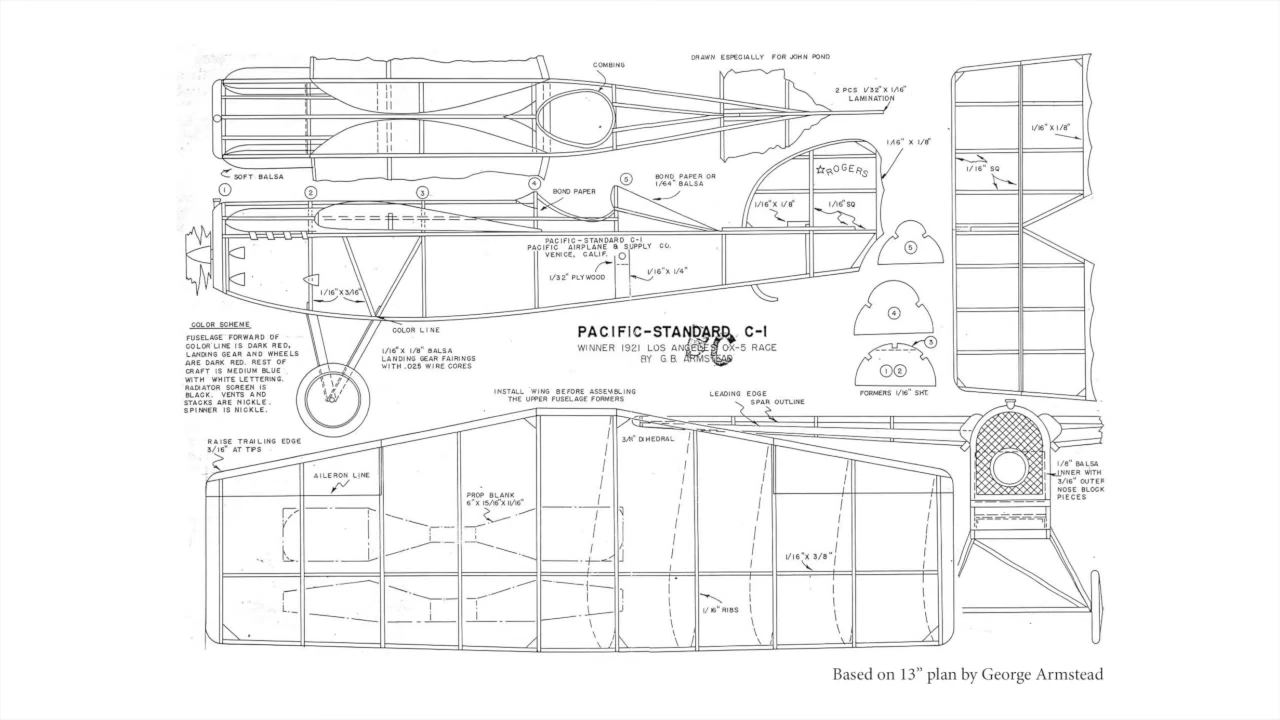 DRAWN ESPECIALLY FOR JOHN POND
COMBING
2 PCS 1/32" X 1/16"
LAMINATION
SOFT BALSA
1/16" X 1/8"
1/16" X 1/8"
1/16" SQ
1
2
3
4
5
BOND PAPER
BOND PAPER OR
1/64" BALSA
ROGERS
1/16" X 1/8"
1/16" SQ
PACIFIC-STANDARD C-1
PACIFIC AIRPLANE & SUPPLY CO.
VENICE, CALIF.
1/32" PLYWOOD
1/16" X 1/4"
1/16" X 3/16"
5
4
3
1 2
FORMERS 1/16" SHT.
COLOR LINE
COLOR SCHEME
FUSELAGE FORWARD OF
COLOR LINE IS DARK RED,
LANDING GEAR AND WHEELS
ARE DARK RED. REST OF
CRAFT IS MEDIUM BLUE
WITH WHITE LETTERING.
RADIATOR SCREEN IS
BLACK. VENTS AND
STACKS ARE NICKLE.
SPINNER IS NICKLE.
1/16" X 1/8" BALSA
LANDING GEAR FAIRINGS
WITH .025 WIRE CORES
PACIFIC-STANDARD C-1
WINNER 1921 LOS ANGELES OX-5 RACE
BY G.B. ARMSTEAD
INSTALL WING BEFORE ASSEMBLING
THE UPPER FUSELAGE FORMERS
LEADING EDGE
SPAR OUTLINE
RAISE TRAILING EDGE
3/16" AT TIPS
DIHEDRAL
AILERON LINE
PROP BLANK
6" X 15/16" X 11/16"
1/8" BALSA
INNER WITH
3/16" OUTER
NOSE BLOCK
PIECES
1/16" X 3/8"
1/16" RIBS
Based on 13” plan by George Armstead